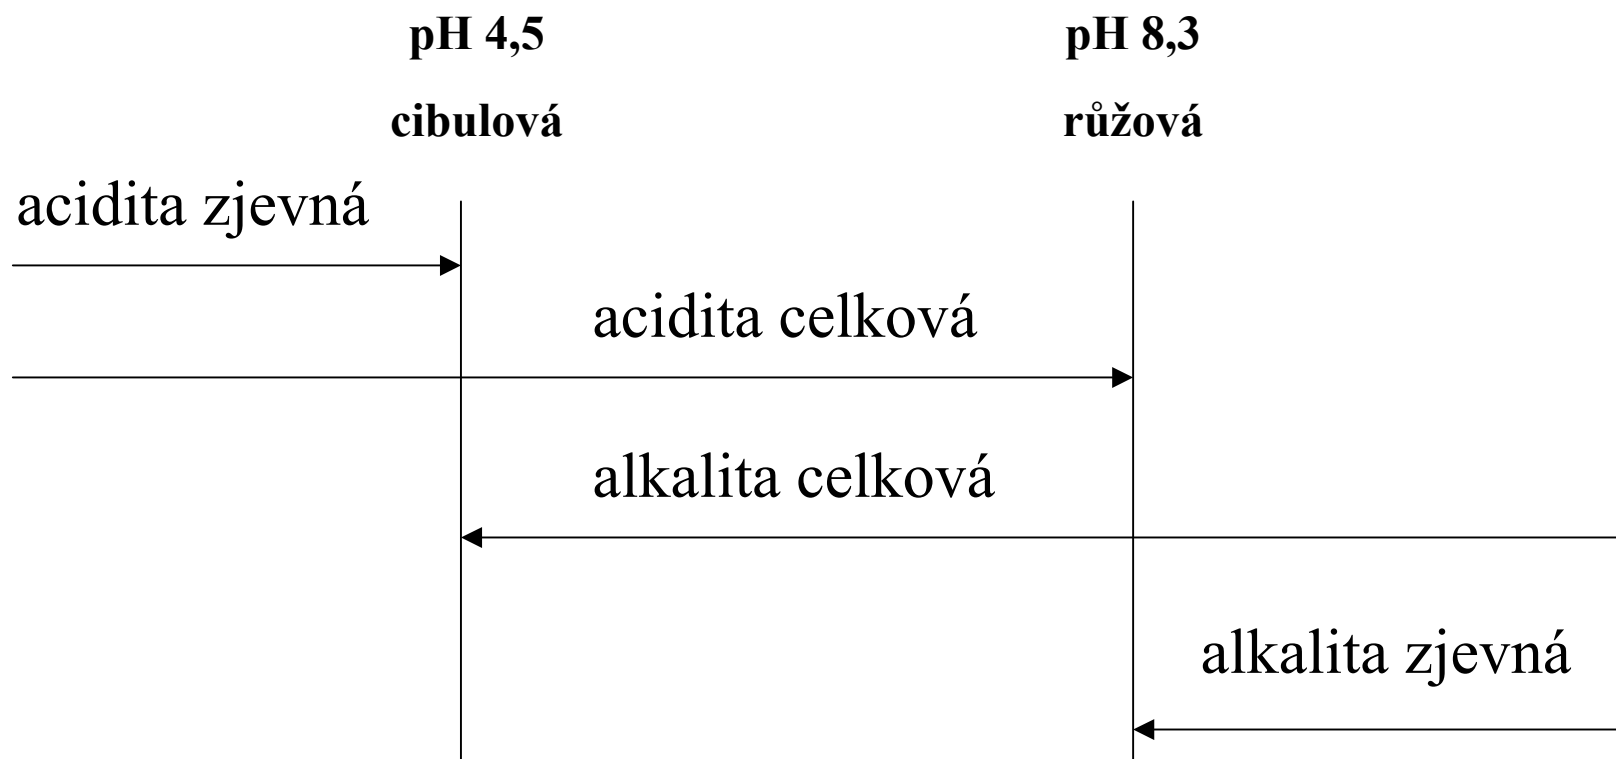 pH 4,5
pH 8,3
cibulová
růžová
acidita zjevná
acidita celková
alkalita celková
alkalita zjevná